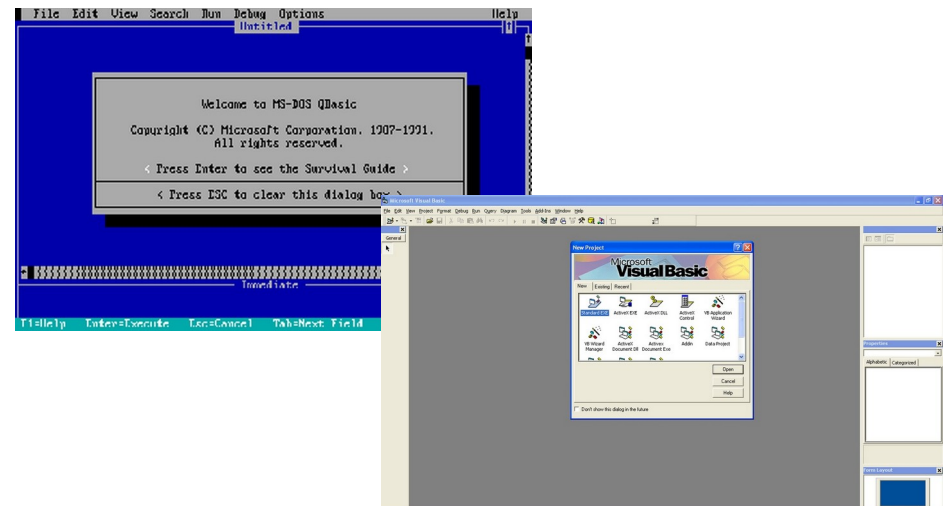 File Edit View Search Run Debug Options Help
Untitled
Welcome to MS-DOS QBasic
Copyright (C) Microsoft Corporation, 1987-1991.
All rights reserved.
< Press Enter to see the Survival Guide >
< Press ESC to clear this dialog box >
Immediate
F1=Help Enter=Execute Esc=Cancel Tab=Next Field
Microsoft Visual Basic
File Edit View Project Format Debug Run Query Diagram Tools Add-Ins Window Help
General
New Project
Microsoft
Visual Basic
New Existing Recent
Standard EXE ActiveX EXE ActiveX DLL ActiveX Control VB Application Wizard
VB Wizard Manager ActiveX Document Dll Activex Document Exe Addin Data Project
Open
Cancel
Help
Don't show this dialog in the future
Properties
Alphabetic Categorized
Form Layout